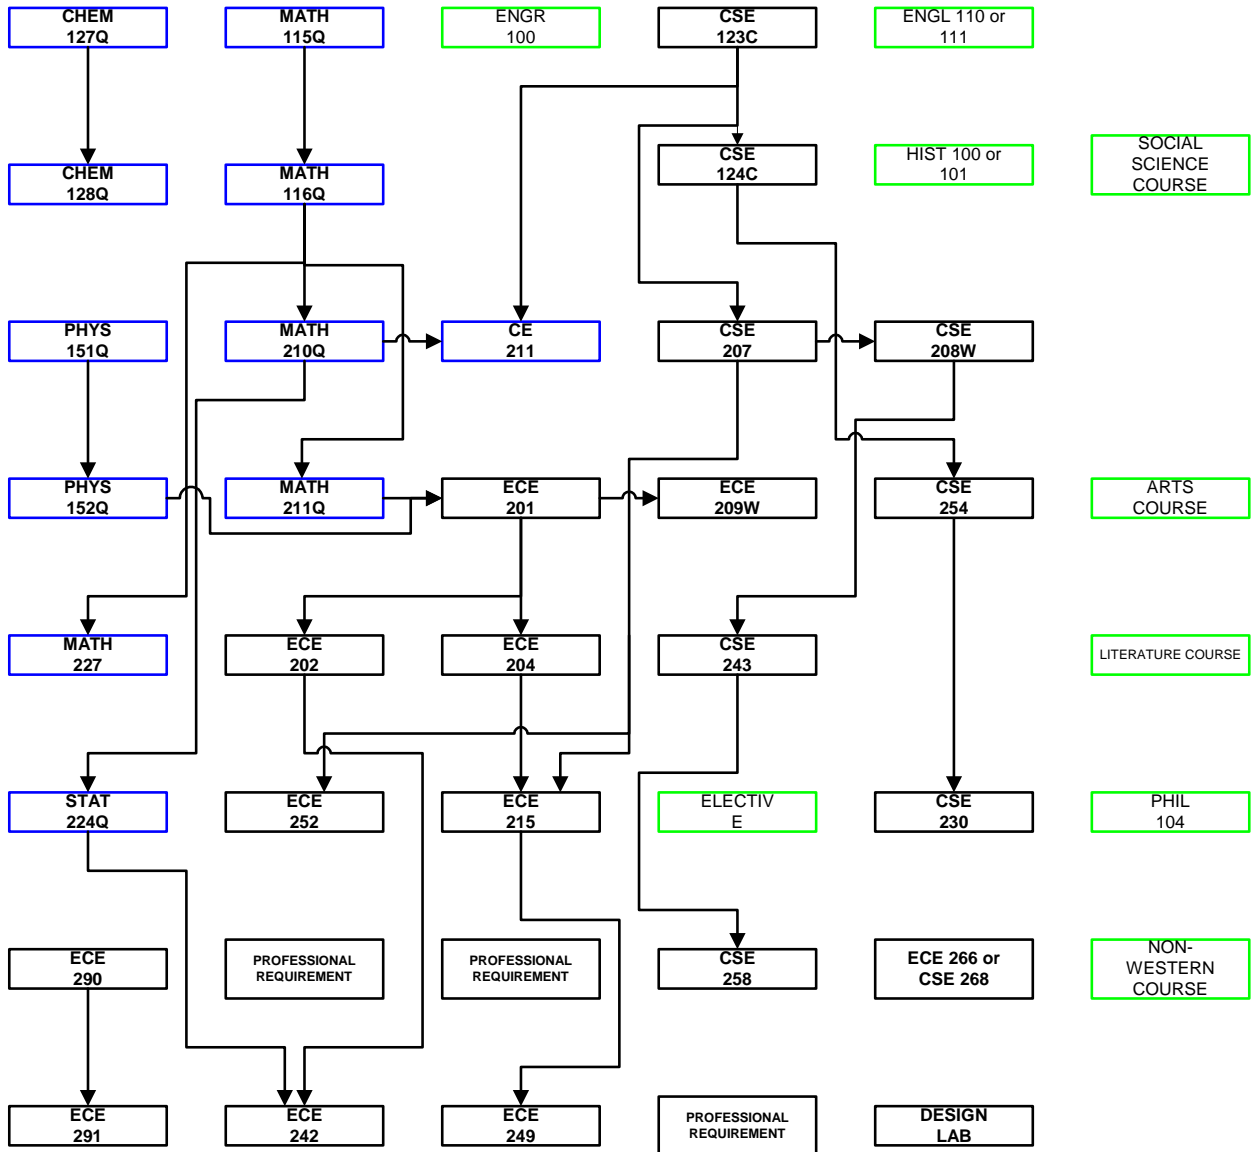 CHEM
127Q
MATH
115Q
ENGR
100
CSE
123C
ENGL 110 or
111
CHEM
128Q
MATH
116Q
CSE
124C
HIST 100 or
101
SOCIAL
SCIENCE
COURSE
PHYS
151Q
MATH
210Q
CE
211
CSE
207
CSE
208W
PHYS
152Q
MATH
211Q
ECE
201
ECE
209W
CSE
254
ARTS
COURSE
MATH
227
ECE
202
ECE
204
CSE
243
LITERATURE COURSE
STAT
224Q
ECE
252
ECE
215
ELECTIV
E
CSE
230
PHIL
104
ECE
290
PROFESSIONAL
REQUIREMENT
PROFESSIONAL
REQUIREMENT
CSE
258
ECE 266 or
CSE 268
NON-
WESTERN
COURSE
ECE
291
ECE
242
ECE
249
PROFESSIONAL
REQUIREMENT
DESIGN
LAB